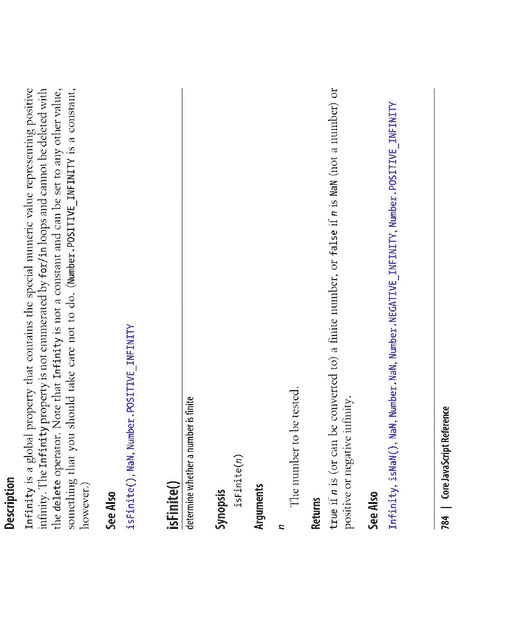 Description
Infinity is a global property that contains the special numeric value representing positive
infinity. The Infinity property is not enumerated by for/in loops and cannot be deleted with
the delete operator. Note that Infinity is not a constant and can be set to any other value,
something that you should take care not to do. (Number.POSITIVE_INFINITY is a constant,
however.)
See Also
isFinite(), NaN, Number.POSITIVE_INFINITY
isFinite()
determine whether a number is finite
Synopsis
isFinite(n)
Arguments
n
The number to be tested.
Returns
true if n is (or can be converted to) a finite number, or false if n is NaN (not a number) or
positive or negative infinity.
See Also
Infinity, isNaN(), NaN, Number.NaN, Number.NEGATIVE_INFINITY, Number.POSITIVE_INFINITY
784 | Core JavaScript Reference